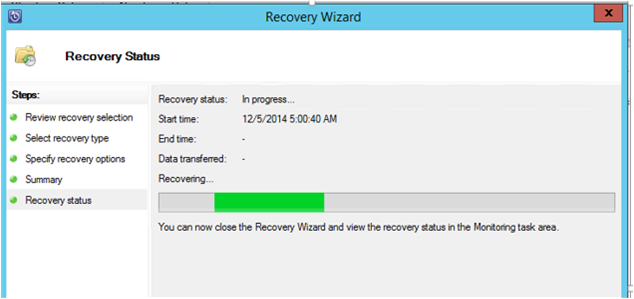 Recovery Wizard
x
Recovery Status
Steps:
Review recovery selection
Select recovery type
Specify recovery options
Summary
Recovery status
Recovery status: In progress...
Start time: 12/5/2014 5:00:40 AM
End time: -
Data transferred: -
Recovering...
You can now close the Recovery Wizard and view the recovery status in the Monitoring task area.